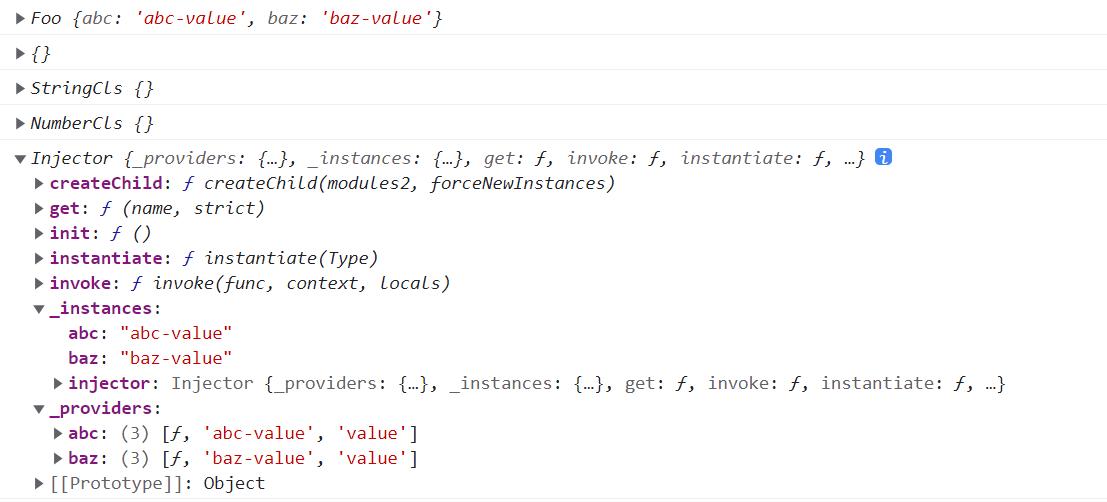 Foo {abc: 'abc-value', baz: 'baz-value'}
{}
StringCls {}
NumberCls {}
Injector {_providers: {…}, _instances: {…}, get: ƒ, invoke: ƒ, instantiate: ƒ, …} i
createChild: ƒ createChild(modules2, forceNewInstances)
get: ƒ (name, strict)
init: ƒ ()
instantiate: ƒ instantiate(Type)
invoke: ƒ invoke(func, context, locals)
_instances:
abc: "abc-value"
baz: "baz-value"
injector: Injector {_providers: {…}, _instances: {…}, get: ƒ, invoke: ƒ, instantiate: ƒ, …}
_providers:
abc: (3) [ƒ, 'abc-value', 'value']
baz: (3) [ƒ, 'baz-value', 'value']
[[Prototype]]: Object